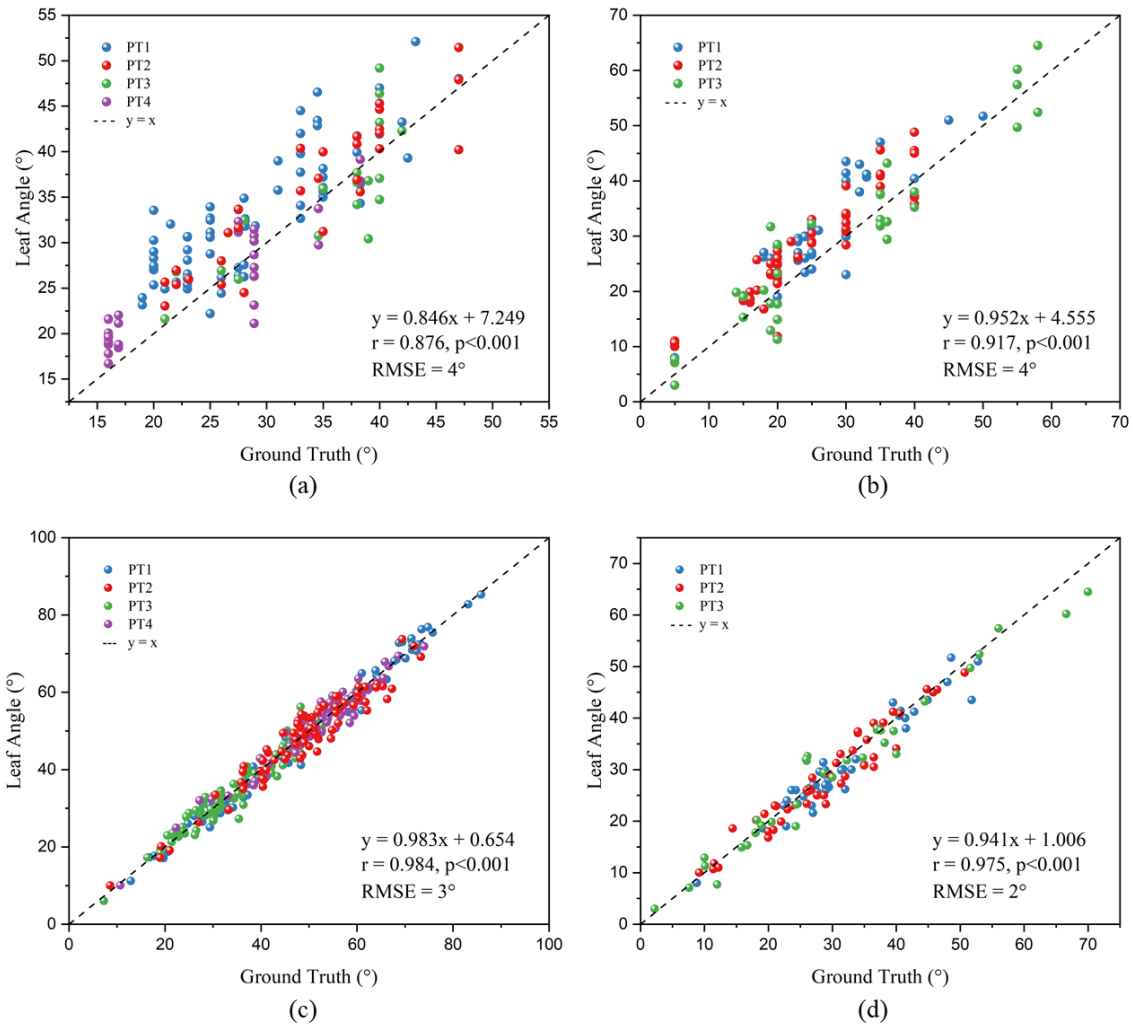 55
50
45
40
35
30
25
20
15
Leaf Angle (°)
PT1
PT2
PT3
PT4
y = x
y = 0.846x + 7.249
r = 0.876, p<0.001
RMSE = 4°
15 20 25 30 35 40 45 50 55
Ground Truth (°)
(a)
70
60
50
40
30
20
10
0
Leaf Angle (°)
PT1
PT2
PT3
y = x
y = 0.952x + 4.555
r = 0.917, p<0.001
RMSE = 4°
0 10 20 30 40 50 60 70
Ground Truth (°)
(b)
100
80
60
40
20
0
Leaf Angle (°)
PT1
PT2
PT3
PT4
y = x
y = 0.983x + 0.654
r = 0.984, p<0.001
RMSE = 3°
0 20 40 60 80 100
Ground Truth (°)
(c)
70
60
50
40
30
20
10
0
Leaf Angle (°)
PT1
PT2
PT3
y = x
y = 0.941x + 1.006
r = 0.975, p<0.001
RMSE = 2°
0 10 20 30 40 50 60 70
Ground Truth (°)
(d)